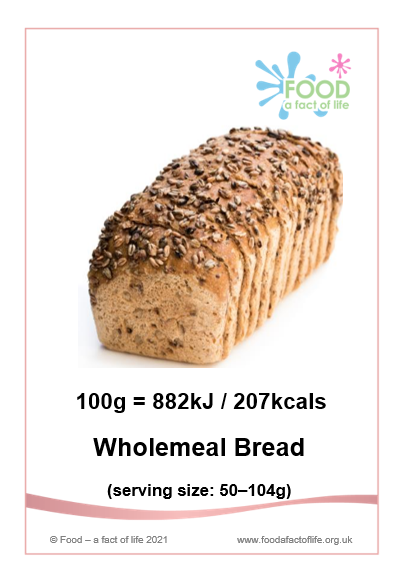 FOOD
a fact of life
100g = 882kJ / 207kcals
Wholemeal Bread
(serving size: 50–104g)
© Food – a fact of life 2021 www.foodafactoflife.org.uk